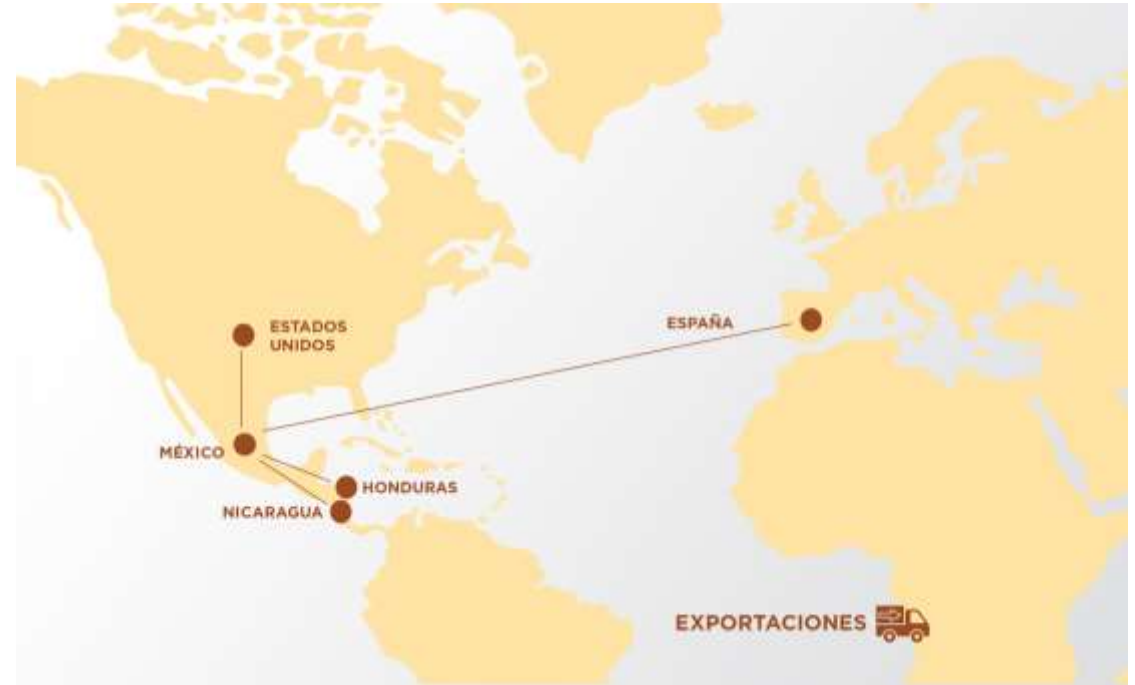 ESTADOS
UNIDOS
ESPAÑA
MÉXICO
HONDURAS
NICARAGUA
EXPORTACIONES